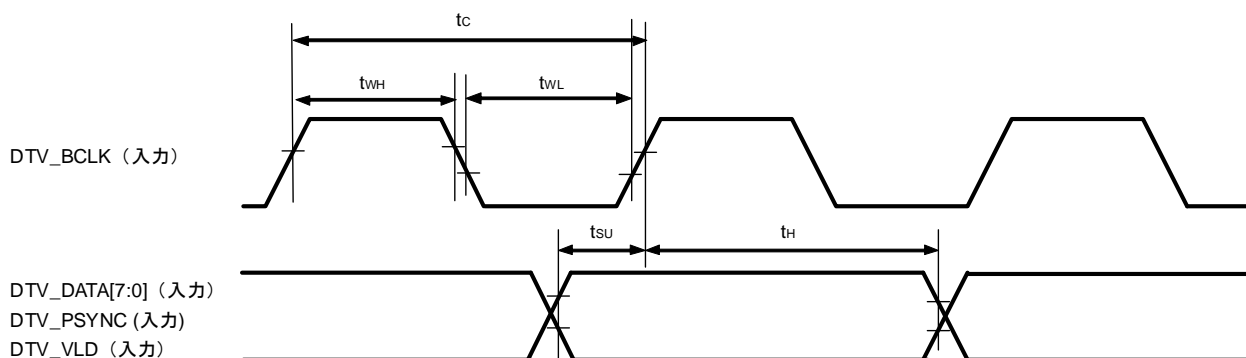 tC
tWH
tWL
DTV_BCLK（入力）
tSU
tH
DTV_DATA[7:0]（入力）
DTV_PSYNC (入力)
DTV_VLD（入力）